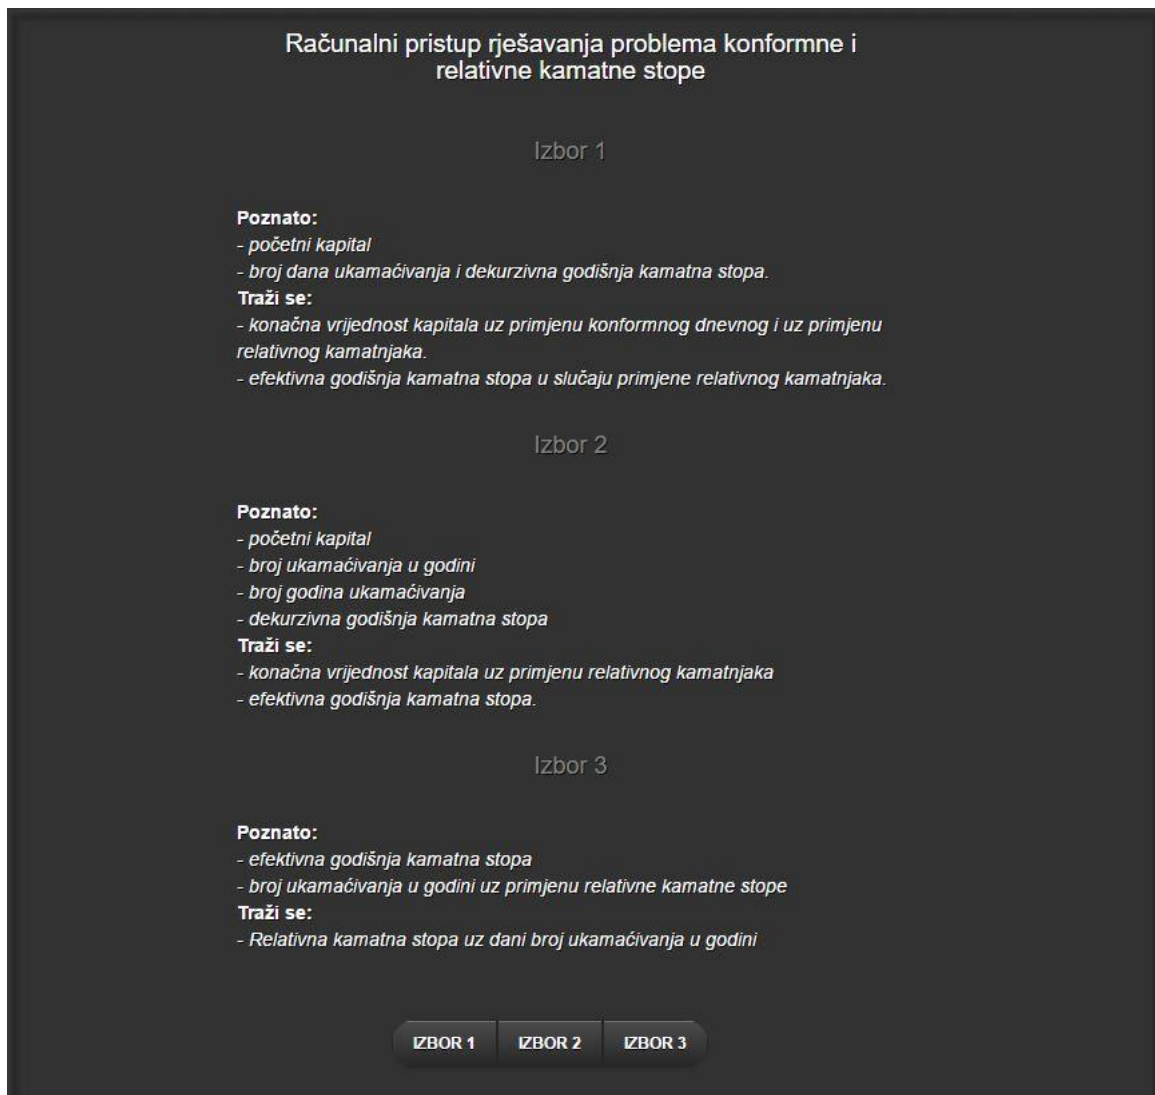 Računalni pristup rješavanja problema konformne i
relativne kamatne stope
Izbor 1
Poznato:
- početni kapital
- broj dana ukamaćivanja i dekurzivna godišnja kamatna stopa.
Traži se:
- konačna vrijednost kapitala uz primjenu konformnog dnevnog i uz primjenu
relativnog kamatnjaka.
- efektivna godišnja kamatna stopa u slučaju primjene relativnog kamatnjaka.
Izbor 2
Poznato:
- početni kapital
- broj ukamaćivanja u godini
- broj godina ukamaćivanja
- dekurzivna godišnja kamatna stopa
Traži se:
- konačna vrijednost kapitala uz primjenu relativnog kamatnjaka
- efektivna godišnja kamatna stopa.
Izbor 3
Poznato:
- efektivna godišnja kamatna stopa
- broj ukamaćivanja u godini uz primjenu relativne kamatne stope
Traži se:
- Relativna kamatna stopa uz dani broj ukamaćivanja u godini
IZBOR 1 IZBOR 2 IZBOR 3